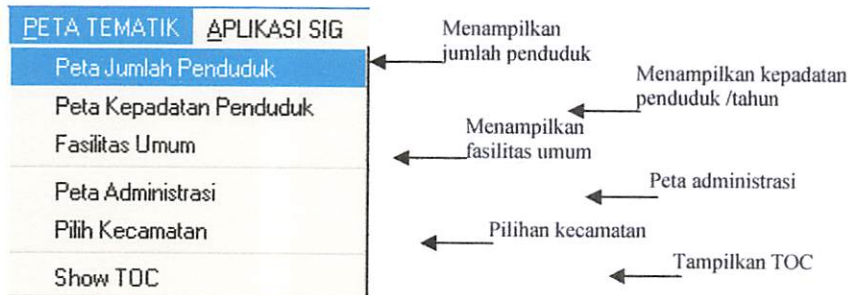 PETA TEMATIK APLIKASI SIG
Peta Jumlah Penduduk
Peta Kepadatan Penduduk
Fasilitas Umum
Peta Administrasi
Pilih Kecamatan
Show TOC
Menampilkan
jumlah penduduk
Menampilkan kepadatan
penduduk /tahun
Menampilkan
fasilitas umum
Peta administrasi
Pilihan kecamatan
Tampilkan TOC